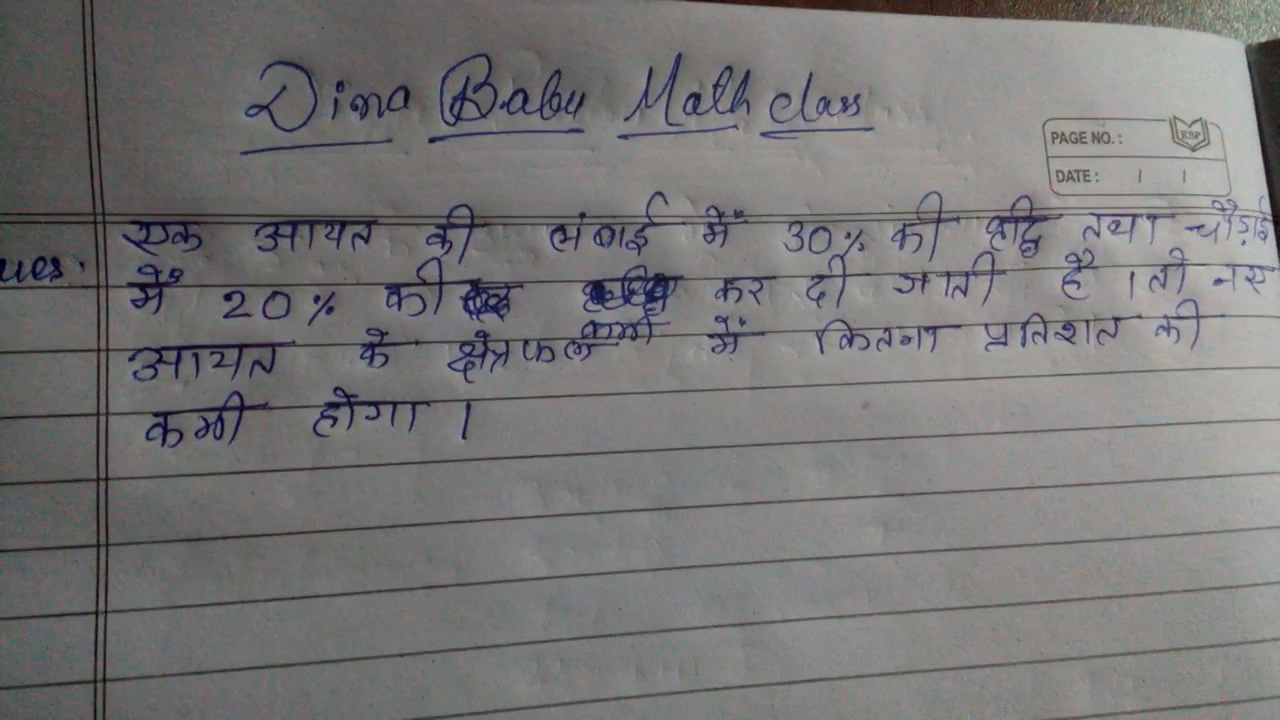 Dina Babu Math class
PAGE NO.:
RBP
DATE: / /
एक आयत की लंबाई में 30% की वृद्धि तथा चौड़ाई
ues.
में 20% की कर दी जाती है । तो नए
कमी
आयत के क्षेत्रफल में कितना प्रतिशत की
कमी होगा ।